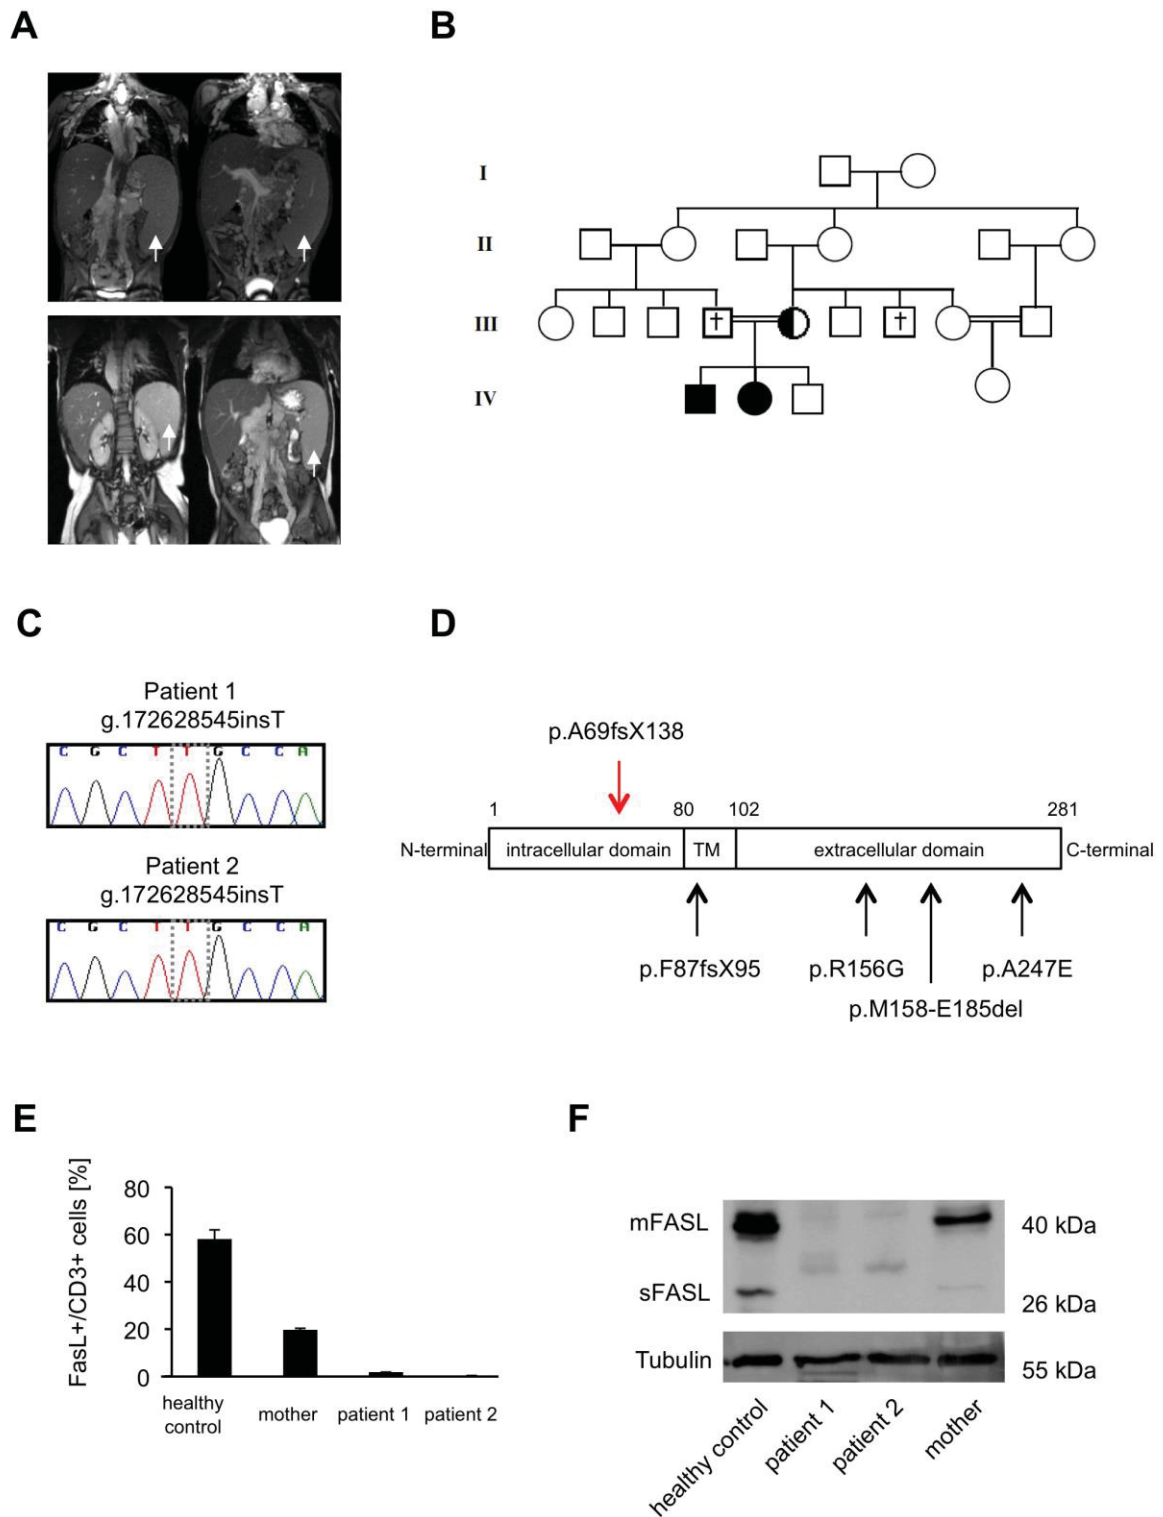 A
B
I
II
III
†
†
IV
C
Patient 1
g.172628545insT
C G C T T G C C A
Patient 2
g.172628545insT
C G C T T G C C A
D
p.A69fsX138
1 80 102 281
N-terminal intracellular domain TM extracellular domain C-terminal
p.F87fsX95 p.R156G p.A247E
p.M158-E185del
E
FasL+/CD3+ cells [%]
80
60
40
20
0
healthy
control
mother patient 1 patient 2
F
mFASL 40 kDa
sFASL 26 kDa
Tubulin 55 kDa
healthy control
patient 1
patient 2
mother